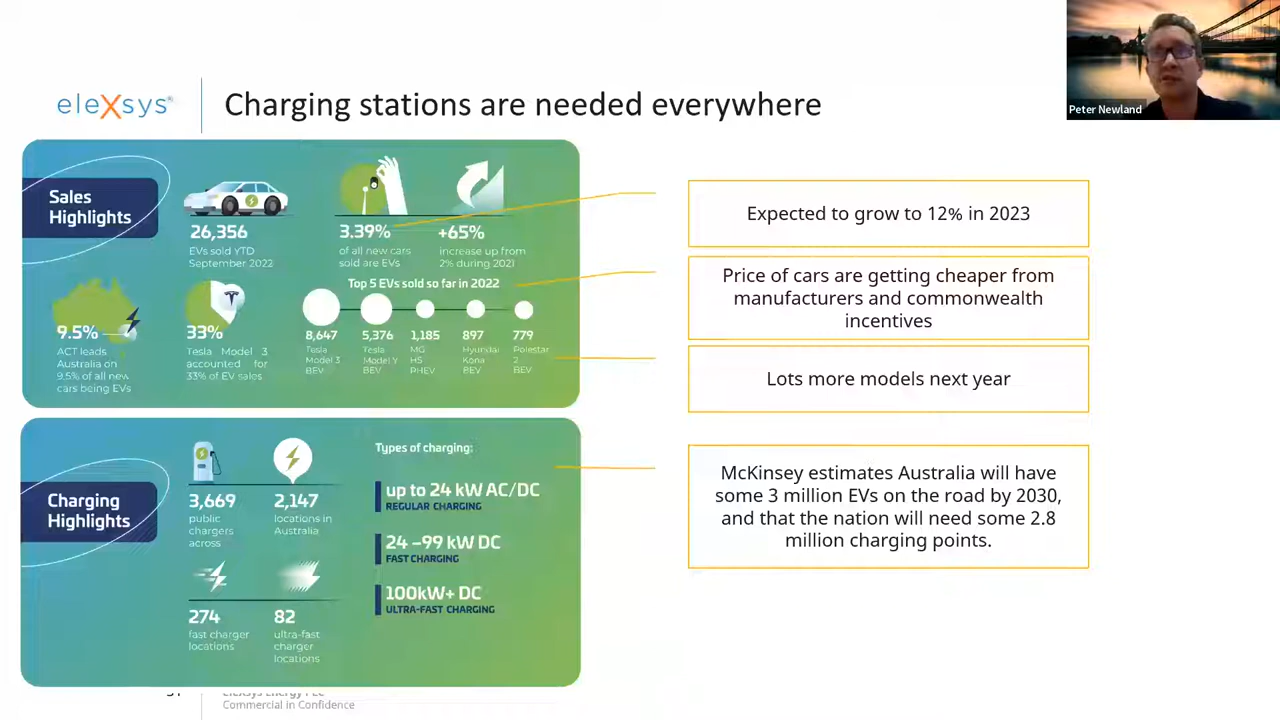 Peter Newland
eleXsys®
Charging stations are needed everywhere
Sales
Highlights
26,356
EVs sold YTD
September 2022
3.39%
of all new cars
sold are EVs
+65%
increase up from
2% during 2021
9.5%
ACT leads
Australia on
9.5% of all new
cars being EVs
33%
Tesla Model 3
accounted for
33% of EV sales
Top 5 EVs sold so far in 2022
8,647
Tesla
Model 3
BEV
5,376
Tesla
Model Y
BEV
1,185
MG
HS
PHEV
897
Hyundai
Kona
BEV
779
Polestar
2
BEV
Expected to grow to 12% in 2023
Price of cars are getting cheaper from
manufacturers and commonwealth
incentives
Lots more models next year
Charging
Highlights
3,669
public
chargers
across
2,147
locations in
Australia
274
fast charger
locations
82
ultra-fast
charger
locations
Types of charging:
up to 24 kW AC/DC
REGULAR CHARGING
24 –99 kW DC
FAST CHARGING
100kW+ DC
ULTRA-FAST CHARGING
McKinsey estimates Australia will have
some 3 million EVs on the road by 2030,
and that the nation will need some 2.8
million charging points.
Commercial in Confidence